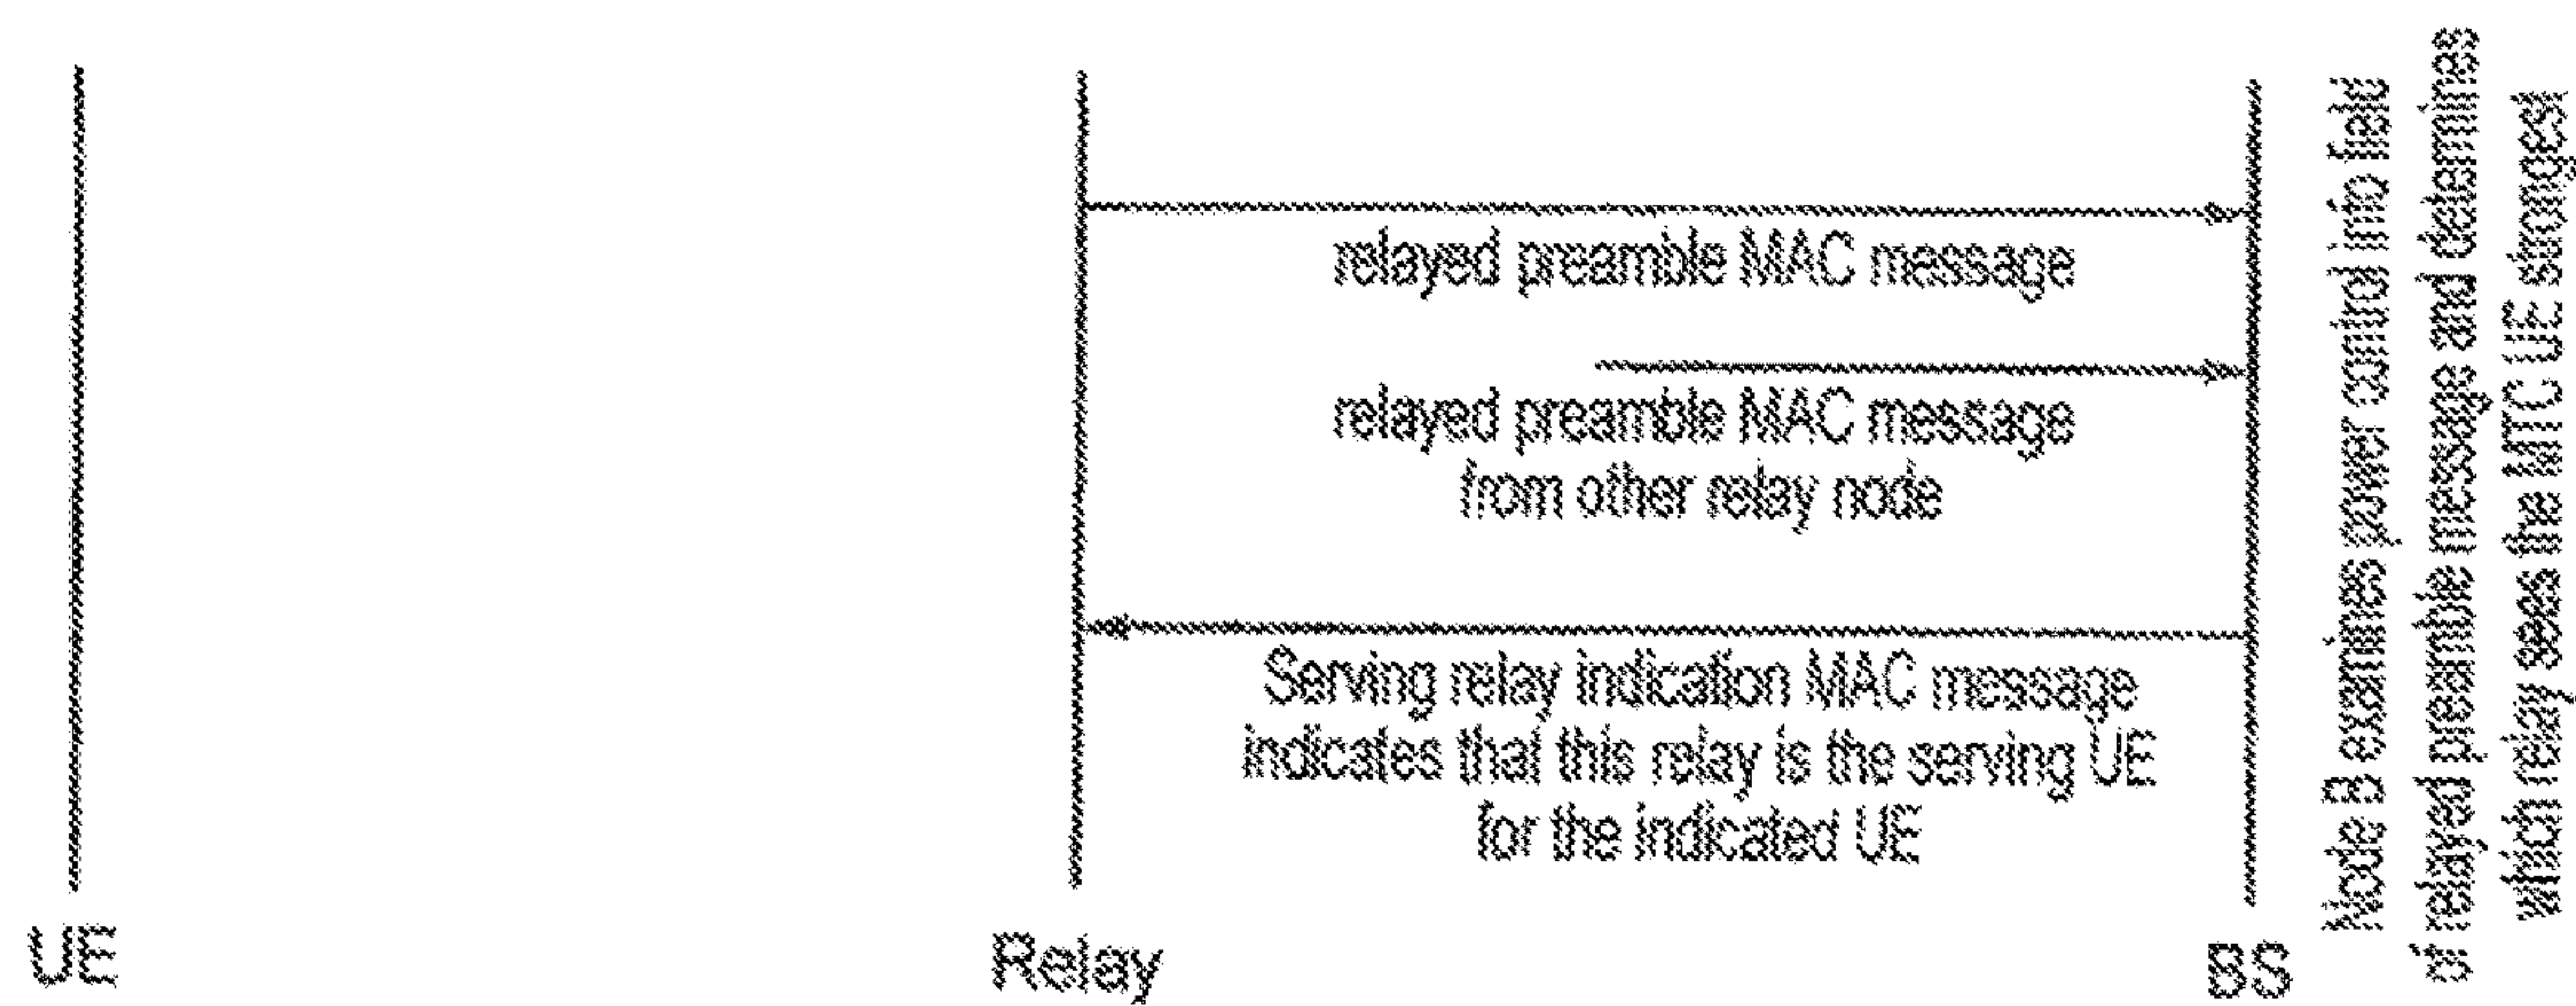 relayed preamble MAC message
relayed preamble MAC message
from other relay node
Serving relay indication MAC message
indicates that this relay is the serving UE
for the indicated UE
Node B examines power control info field
of relayed preamble message and determines
which relay sees the MTC UE strongest
UE
Relay
BS